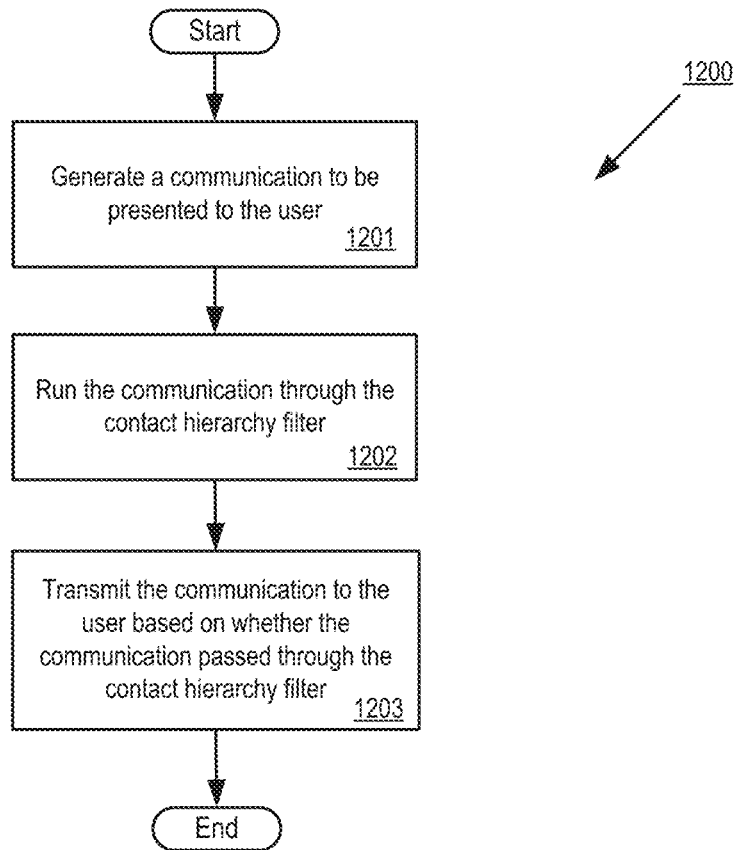 Start
1200
Generate a communication to be
presented to the user
1201
Run the communication through the
contact hierarchy filter
1202
Transmit the communication to the
user based on whether the
communication passed through the
contact hierarchy filter
1203
End